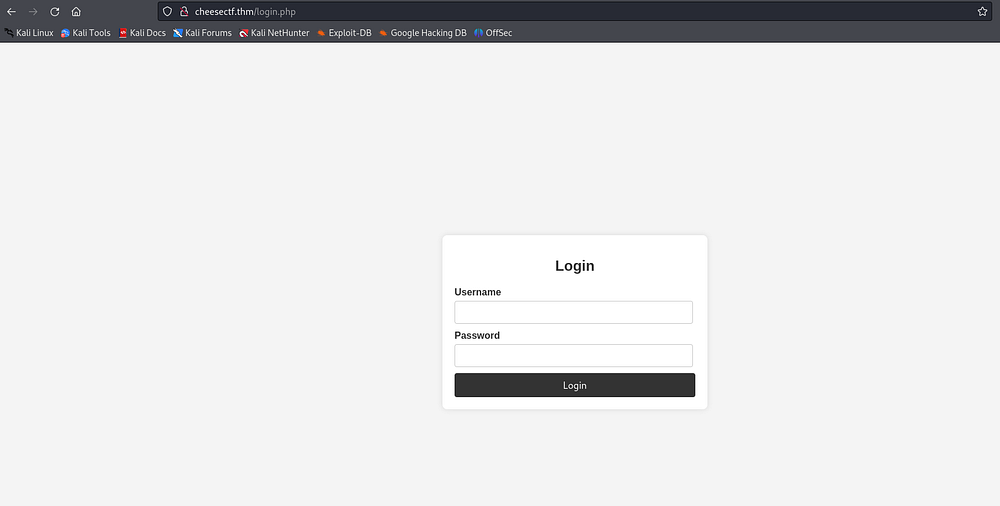 cheesectf.thm/login.php
Kali Linux Kali Tools Kali Docs Kali Forums Kali NetHunter Exploit-DB Google Hacking DB OffSec
Login
Username
Password
Login